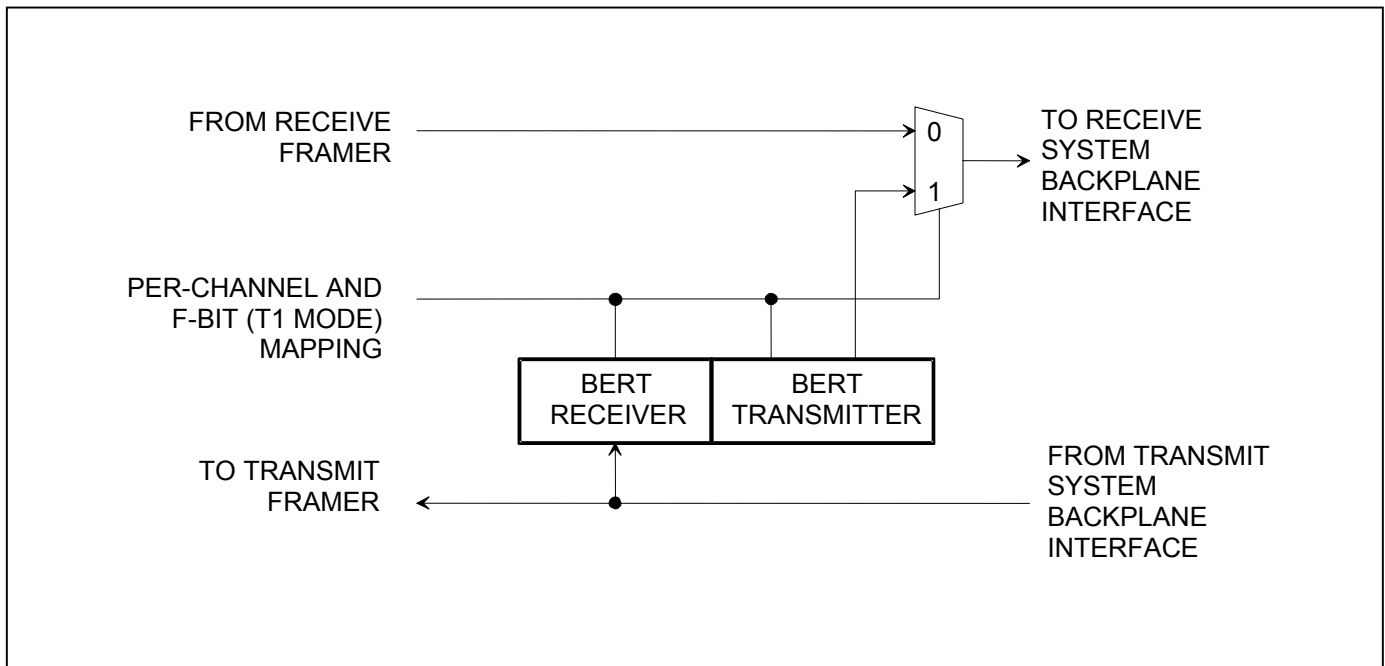 FROM RECEIVE
FRAMER
0
1
TO RECEIVE
SYSTEM
BACKPLANE
INTERFACE
PER-CHANNEL AND
F-BIT (T1 MODE)
MAPPING
BERT
RECEIVER
BERT
TRANSMITTER
TO TRANSMIT
FRAMER
FROM TRANSMIT
SYSTEM
BACKPLANE
INTERFACE